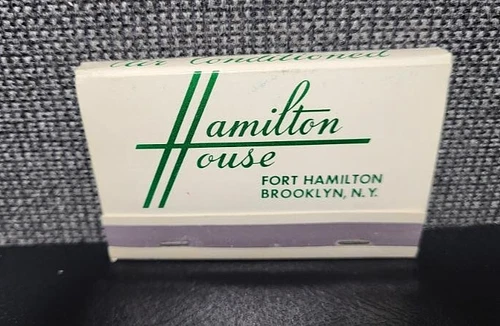 Air Conditioned
Hamilton
House
FORT HAMILTON
BROOKLYN, N.Y.